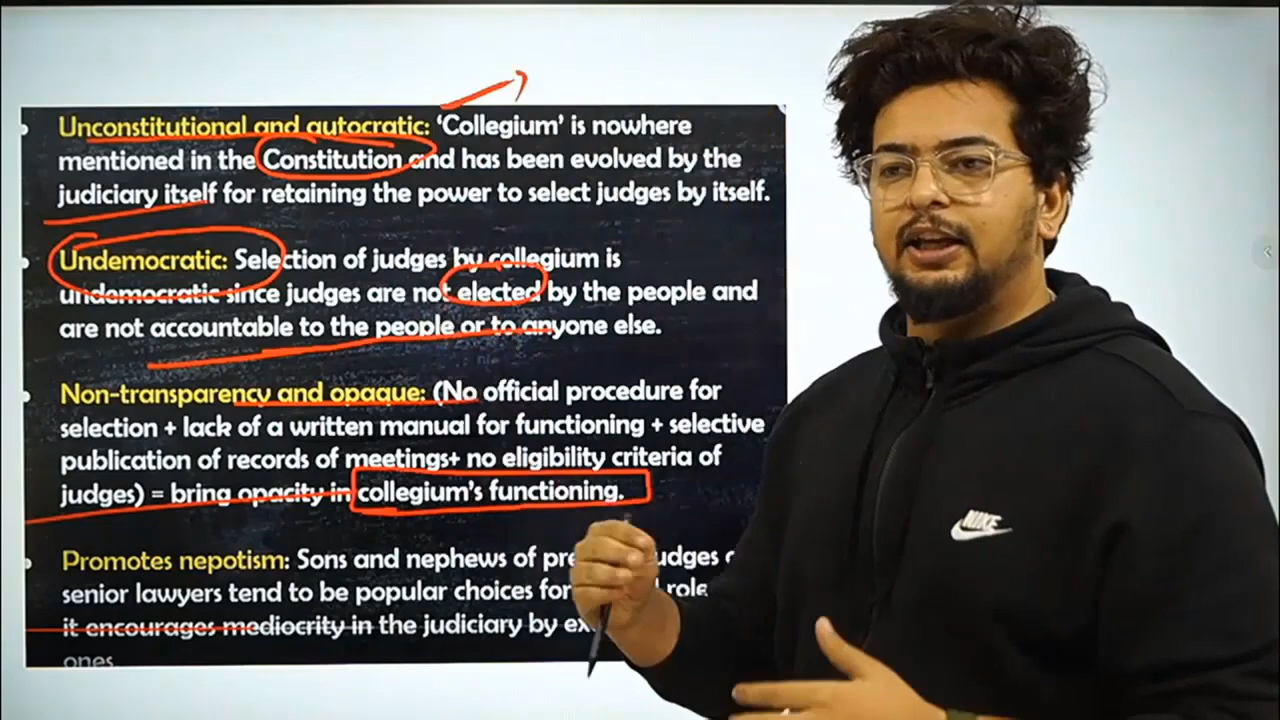 Unconstitutional and autocratic: ‘Collegium’ is nowhere
mentioned in the Constitution and has been evolved by the
judiciary itself for retaining the power to select judges by itself.
Undemocratic: Selection of judges by collegium is
undemocratic since judges are not elected by the people and
are not accountable to the people or to anyone else.
Non-transparency and opaque: (No official procedure for
selection + lack of a written manual for functioning + selective
publication of records of meetings+ no eligibility criteria of
judges) = bring opacity in collegium’s functioning.
Promotes nepotism: Sons and nephews of
senior lawyers tend to be popular choices for
it encourages mediocrity in the judiciary by
ones
NIKE